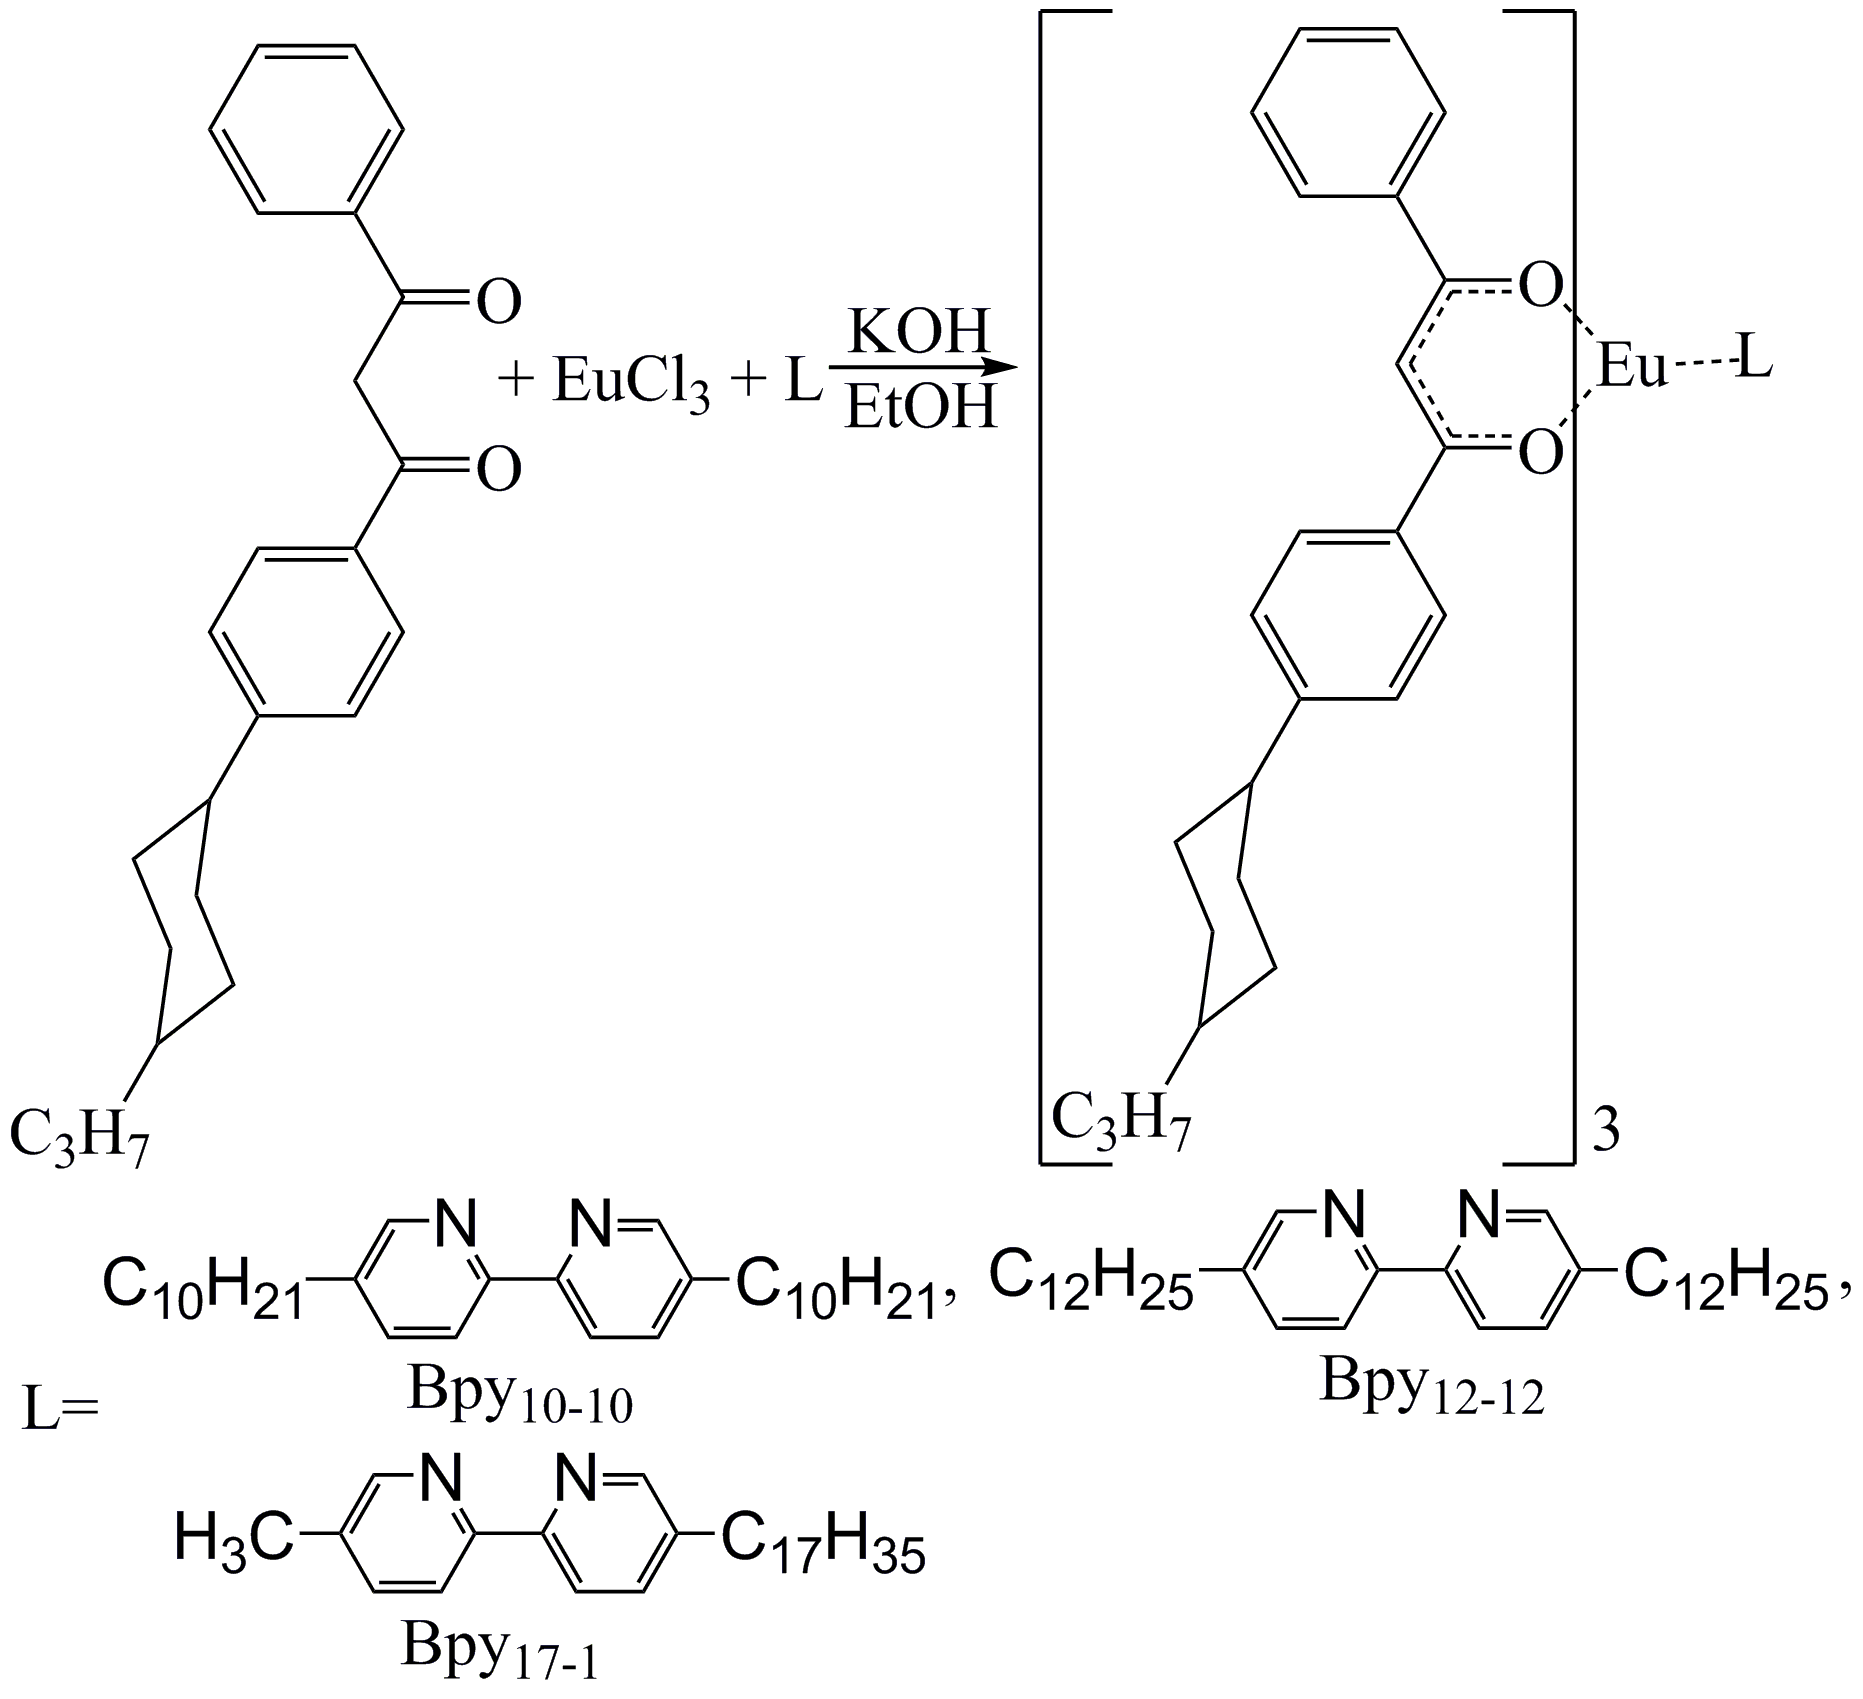 O
O
+ EuCl3 + L
KOH
EtOH
C3H7
O
O
Eu
L
C3H7
3
L=
C10H21
N
N
C10H21,
Bpy10-10
C12H25
N
N
C12H25,
Bpy12-12
H3C
N
N
C17H35
Bpy17-1